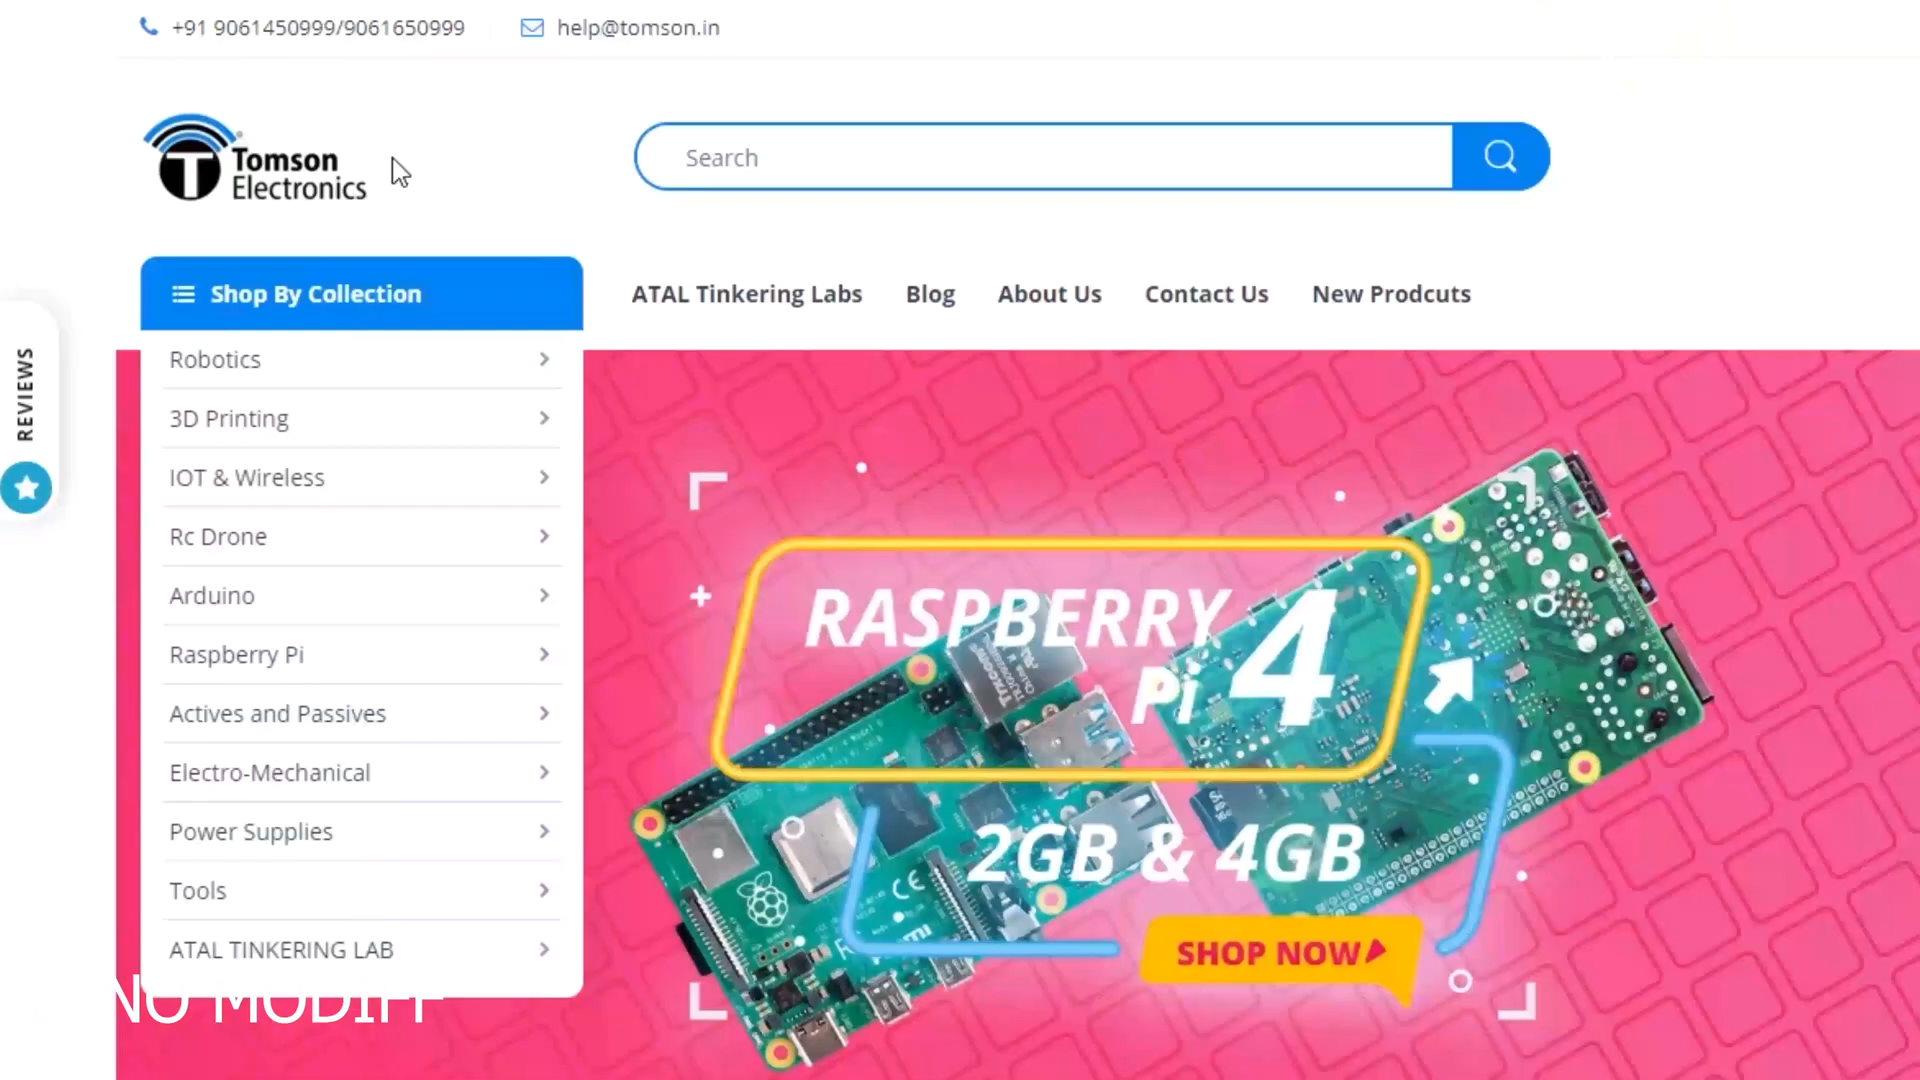 +91 9061450999/9061650999
help@tomson.in
Tomson
Electronics
Search
Shop By Collection
ATAL Tinkering Labs
Blog
About Us
Contact Us
New Prodcuts
REVIEWS
Robotics
3D Printing
IOT & Wireless
Rc Drone
Arduino
Raspberry Pi
Actives and Passives
Electro-Mechanical
Power Supplies
Tools
ATAL TINKERING LAB
RASPBERRY
Pi 4
2GB & 4GB
SHOP NOW
NO MODIFI